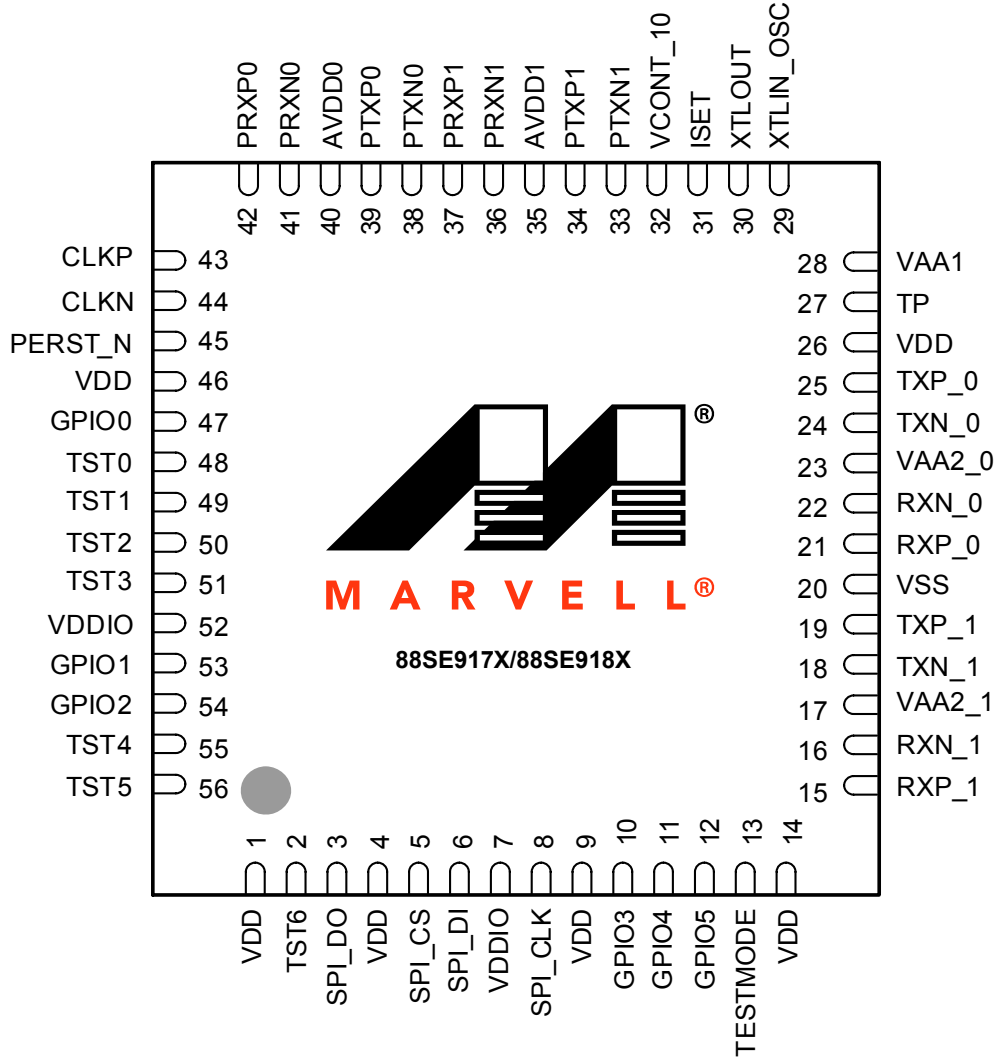 PRXP0
PRXN0
AVDD0
PTXP0
PTXN0
PRXP1
PRXN1
AVDD1
PTXP1
PTXN1
VCONT_10
ISET
XTLOUT
XTLIN_OSC
42
41
40
39
38
37
36
35
34
33
32
31
30
29
CLKP 43
CLKN 44
PERST_N 45
VDD 46
GPIO0 47
TST0 48
TST1 49
TST2 50
TST3 51
VDDIO 52
GPIO1 53
GPIO2 54
TST4 55
TST5 56
®
MARVELL®
88SE917X/88SE918X
28 VAA1
27 TP
26 VDD
25 TXP_0
24 TXN_0
23 VAA2_0
22 RXN_0
21 RXP_0
20 VSS
19 TXP_1
18 TXN_1
17 VAA2_1
16 RXN_1
15 RXP_1
1
2
3
4
5
6
7
8
9
10
11
12
13
14
VDD
TST6
SPI_DO
VDD
SPI_CS
SPI_DI
VDDIO
SPI_CLK
VDD
GPIO3
GPIO4
GPIO5
TESTMODE
VDD